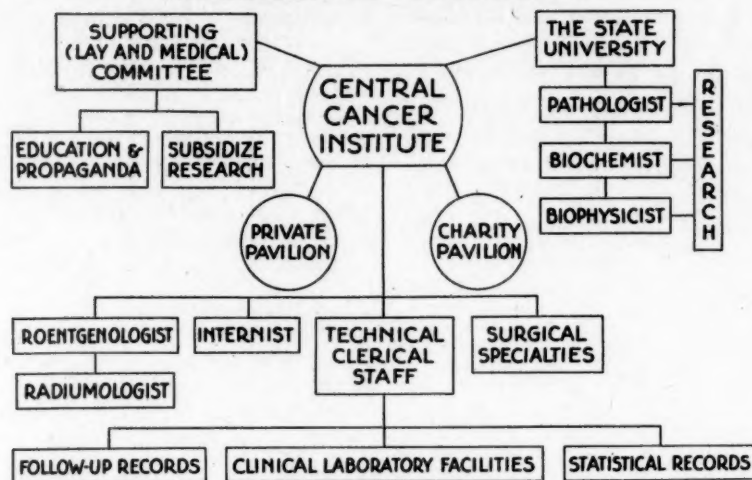 SUPPORTING
(LAY AND MEDICAL)
COMMITTEE
EDUCATION &
PROPAGANDA
SUBSIDIZE
RESEARCH
CENTRAL
CANCER
INSTITUTE
THE STATE
UNIVERSITY
PATHOLOGIST
BIOCHEMIST
BIOPHYSICIST
RESEARCH
PRIVATE
PAVILION
CHARITY
PAVILION
ROENTGENOLOGIST
RADIUMOLOGIST
INTERNIST
TECHNICAL
CLERICAL
STAFF
SURGICAL
SPECIALTIES
FOLLOW-UP RECORDS
CLINICAL LABORATORY FACILITIES
STATISTICAL RECORDS